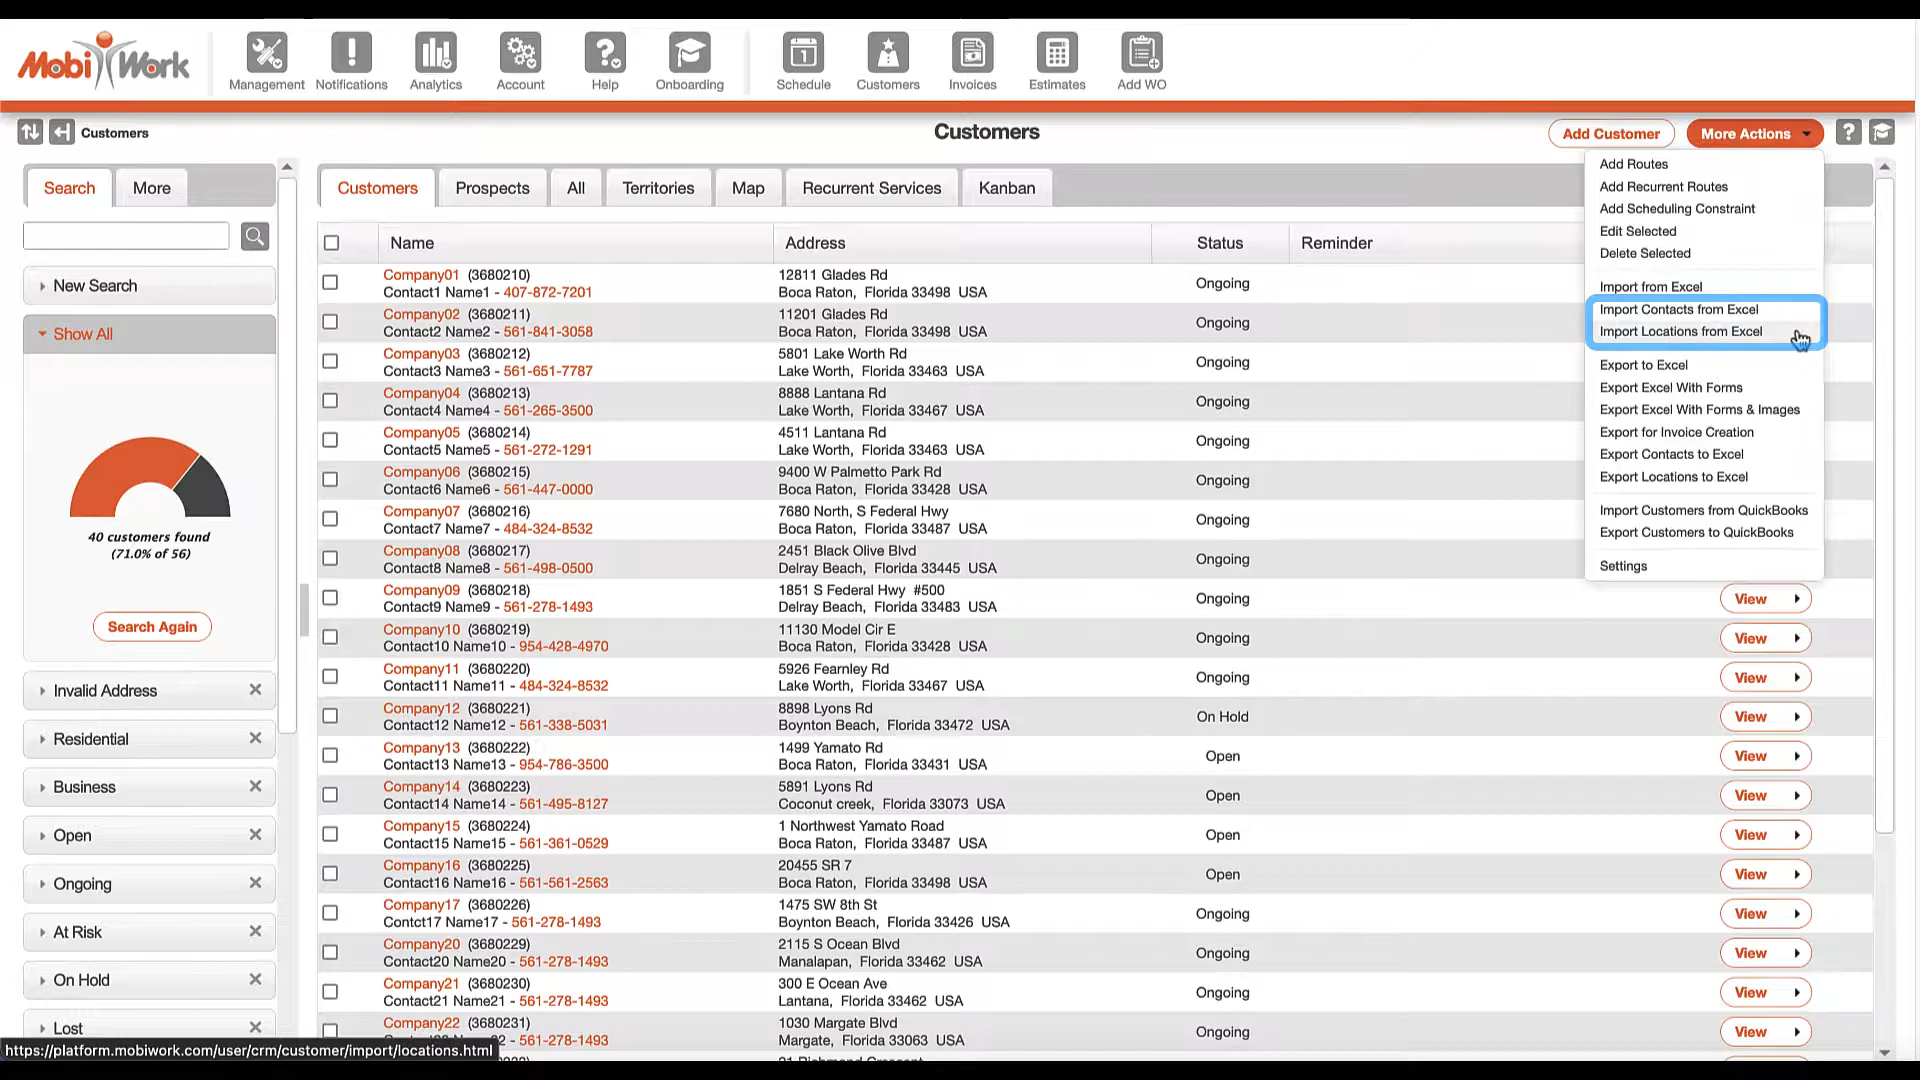 Mobi Work
Management
Notifications
Analytics
Account
Help
Onboarding
Schedule
Customers
Invoices
Estimates
Add WO
Customers
Customers
Add Customer
More Actions
Search
More
New Search
Show All
40 customers found
(71.0% of 56)
Search Again
Invalid Address
Residential
Business
Open
Ongoing
At Risk
On Hold
Lost
Customers
Prospects
All
Territories
Map
Recurrent Services
Kanban
Name
Address
Status
Reminder
Company01 (3680210)
Contact1 Name1 - 407-872-7201
12811 Glades Rd
Boca Raton, Florida 33498 USA
Ongoing
Company02 (3680211)
Contact2 Name2 - 561-841-3058
11201 Glades Rd
Boca Raton, Florida 33498 USA
Ongoing
Company03 (3680212)
Contact3 Name3 - 561-651-7787
5801 Lake Worth Rd
Lake Worth, Florida 33463 USA
Ongoing
Company04 (3680213)
Contact4 Name4 - 561-265-3500
8888 Lantana Rd
Lake Worth, Florida 33467 USA
Ongoing
Company05 (3680214)
Contact5 Name5 - 561-272-1291
4511 Lantana Rd
Lake Worth, Florida 33463 USA
Ongoing
Company06 (3680215)
Contact6 Name6 - 561-447-0000
9400 W Palmetto Park Rd
Boca Raton, Florida 33428 USA
Ongoing
Company07 (3680216)
Contact7 Name7 - 484-324-8532
7680 North, S Federal Hwy
Boca Raton, Florida 33487 USA
Ongoing
Company08 (3680217)
Contact8 Name8 - 561-498-0500
2451 Black Olive Blvd
Delray Beach, Florida 33445 USA
Ongoing
Company09 (3680218)
Contact9 Name9 - 561-278-1493
1851 S Federal Hwy #500
Delray Beach, Florida 33483 USA
Ongoing
View
Company10 (3680219)
Contact10 Name10 - 954-428-4970
11130 Model Cir E
Boca Raton, Florida 33428 USA
Ongoing
View
Company11 (3680220)
Contact11 Name11 - 484-324-8532
5926 Fearnley Rd
Lake Worth, Florida 33467 USA
Ongoing
View
Company12 (3680221)
Contact12 Name12 - 561-338-5031
8898 Lyons Rd
Boynton Beach, Florida 33472 USA
On Hold
View
Company13 (3680222)
Contact13 Name13 - 954-786-3500
1499 Yamato Rd
Boca Raton, Florida 33431 USA
Open
View
Company14 (3680223)
Contact14 Name14 - 561-495-8127
5891 Lyons Rd
Coconut creek, Florida 33073 USA
Open
View
Company15 (3680224)
Contact15 Name15 - 561-361-0529
1 Northwest Yamato Road
Boca Raton, Florida 33487 USA
Open
View
Company16 (3680225)
Contact16 Name16 - 561-561-2563
20455 SR 7
Boca Raton, Florida 33498 USA
Open
View
Company17 (3680226)
Contct17 Name17 - 561-278-1493
1475 SW 8th St
Boynton Beach, Florida 33426 USA
Ongoing
View
Company20 (3680229)
Contact20 Name20 - 561-278-1493
2115 S Ocean Blvd
Manalapan, Florida 33462 USA
Ongoing
View
Company21 (3680230)
Contact21 Name21 - 561-278-1493
300 E Ocean Ave
Lantana, Florida 33462 USA
Ongoing
View
Company22 (3680231)
2 - 561-278-1493
1030 Margate Blvd
Margate, Florida 33063 USA
Ongoing
View
Add Routes
Add Recurrent Routes
Add Scheduling Constraint
Edit Selected
Delete Selected
Import from Excel
Import Contacts from Excel
Import Locations from Excel
Export to Excel
Export Excel With Forms
Export Excel With Forms & Images
Export for Invoice Creation
Export Contacts to Excel
Export Locations to Excel
Import Customers from QuickBooks
Export Customers to QuickBooks
Settings
https://platform.mobiwork.com/user/crm/customer/import/locations.html